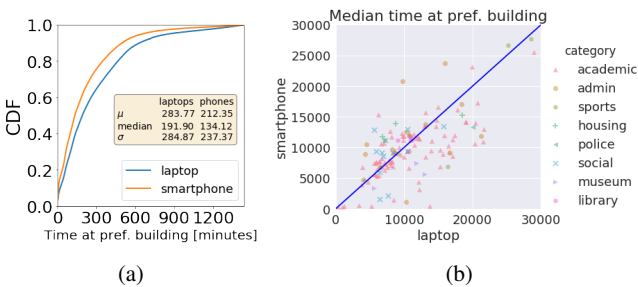 1.0
0.8
0.6
0.4
0.2
0.0
CDF
laptops phones
μ 283.77 212.35
median 191.90 134.12
σ 284.87 237.37
laptop
smartphone
0 300 600 900 1200
Time at pref. building [minutes]
(a)
Median time at pref. building
30000
25000
20000
15000
10000
5000
0
smartphone
0 10000 20000 30000
laptop
category
academic
admin
sports
housing
police
social
museum
library
(b)